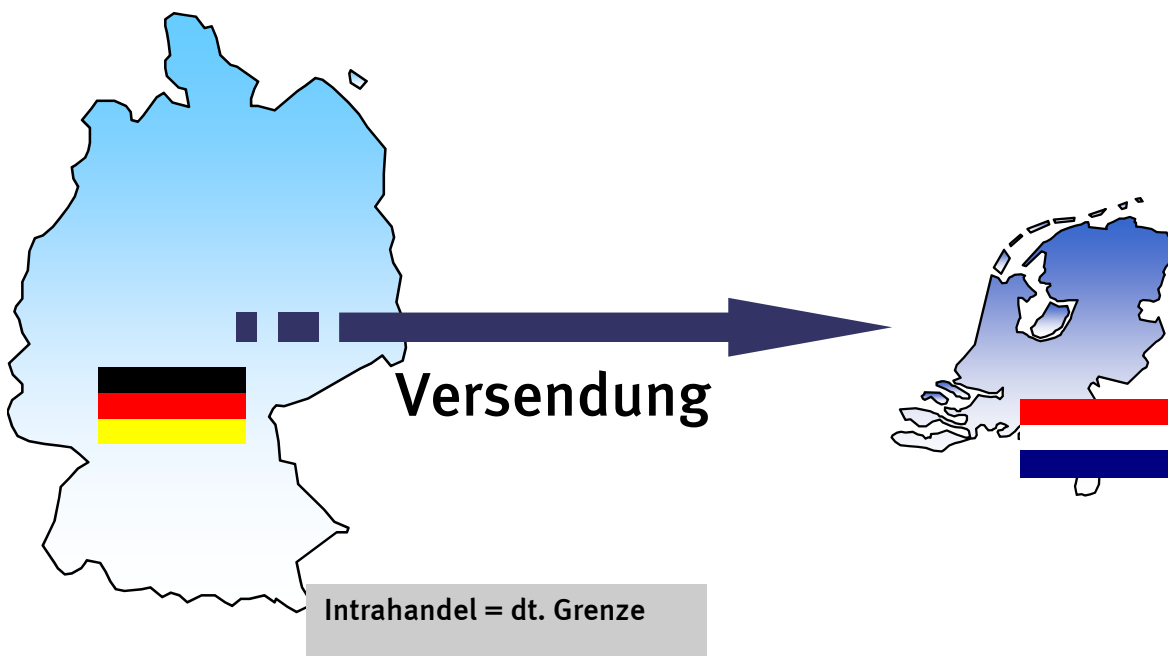 Versendung
Intrahandel = dt. Grenze